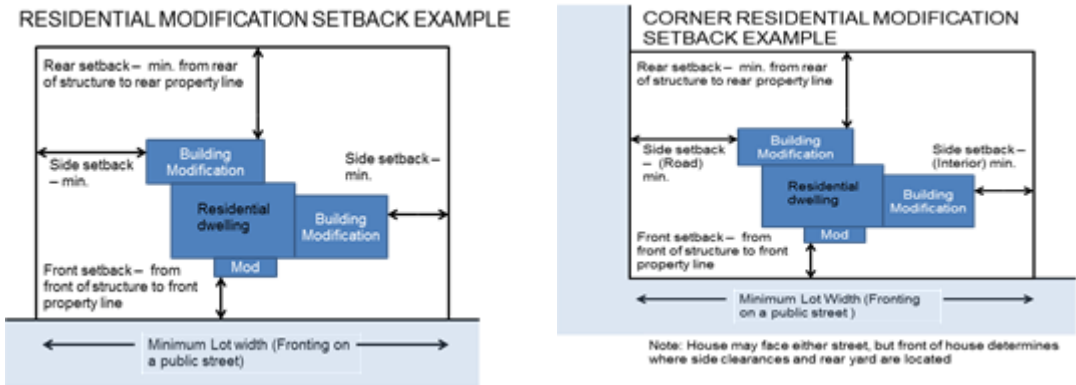 RESIDENTIAL MODIFICATION SETBACK EXAMPLE
Rear setback – min. from rear
of structure to rear property line
Side setback
– min.
Building
Modification
Side setback –
min.
Residential
dwelling
Building
Modification
Mod
Front setback – from
front of structure to front
property line
Minimum Lot width (Fronting on
a public street)
CORNER RESIDENTIAL MODIFICATION
SETBACK EXAMPLE
Rear setback – min. from rear
of structure to rear property line
Side setback
– (Road)
min.
Building
Modification
Side setback –
(Interior) min.
Residential
dwelling
Building
Modification
Mod
Front setback – from
front of structure to front
property line
Minimum Lot Width (Fronting
on a public street )
Note: House may face either street, but front of house determines
where side clearances and rear yard are located